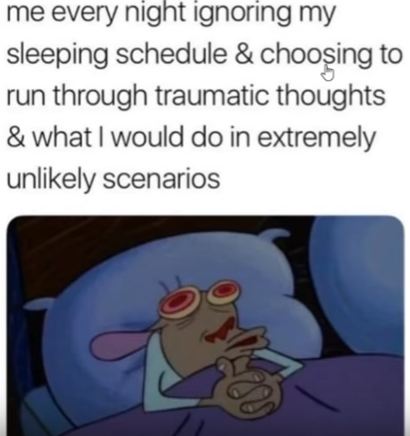 me every night ignoring my
sleeping schedule & choosing to
run through traumatic thoughts
& what I would do in extremely
unlikely scenarios